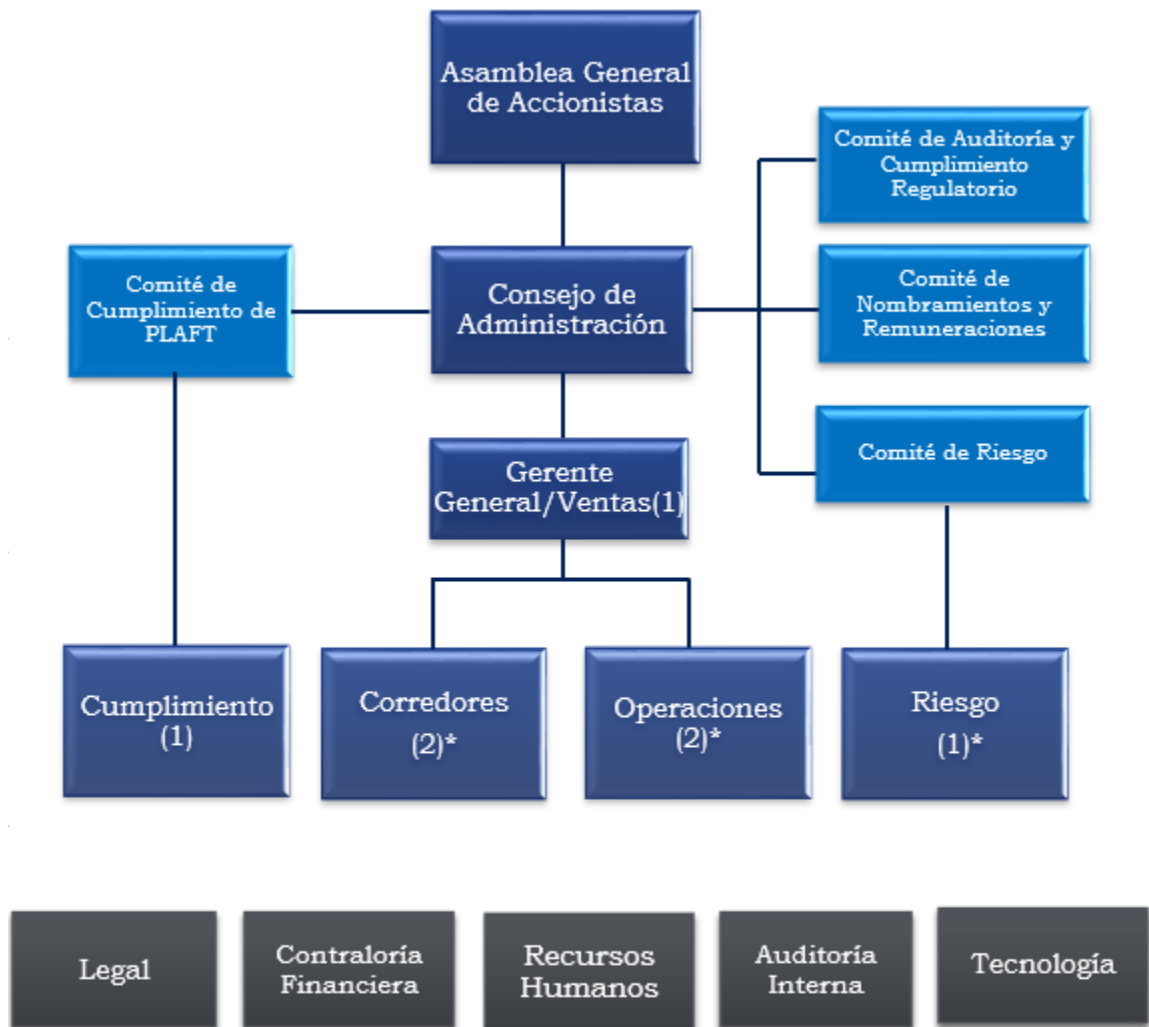 Asamblea General
de Accionistas
Comité de Auditoría y
Cumplimiento
Regulatorio
Comité de
Cumplimiento de
PLAFT
Consejo de
Administración
Comité de
Nombramientos y
Remuneraciones
Gerente
General/Ventas(1)
Comité de Riesgo
Cumplimiento
(1)
Corredores
(2)*
Operaciones
(2)*
Riesgo
(1)*
Legal
Contraloría
Financiera
Recursos
Humanos
Auditoría
Interna
Tecnología